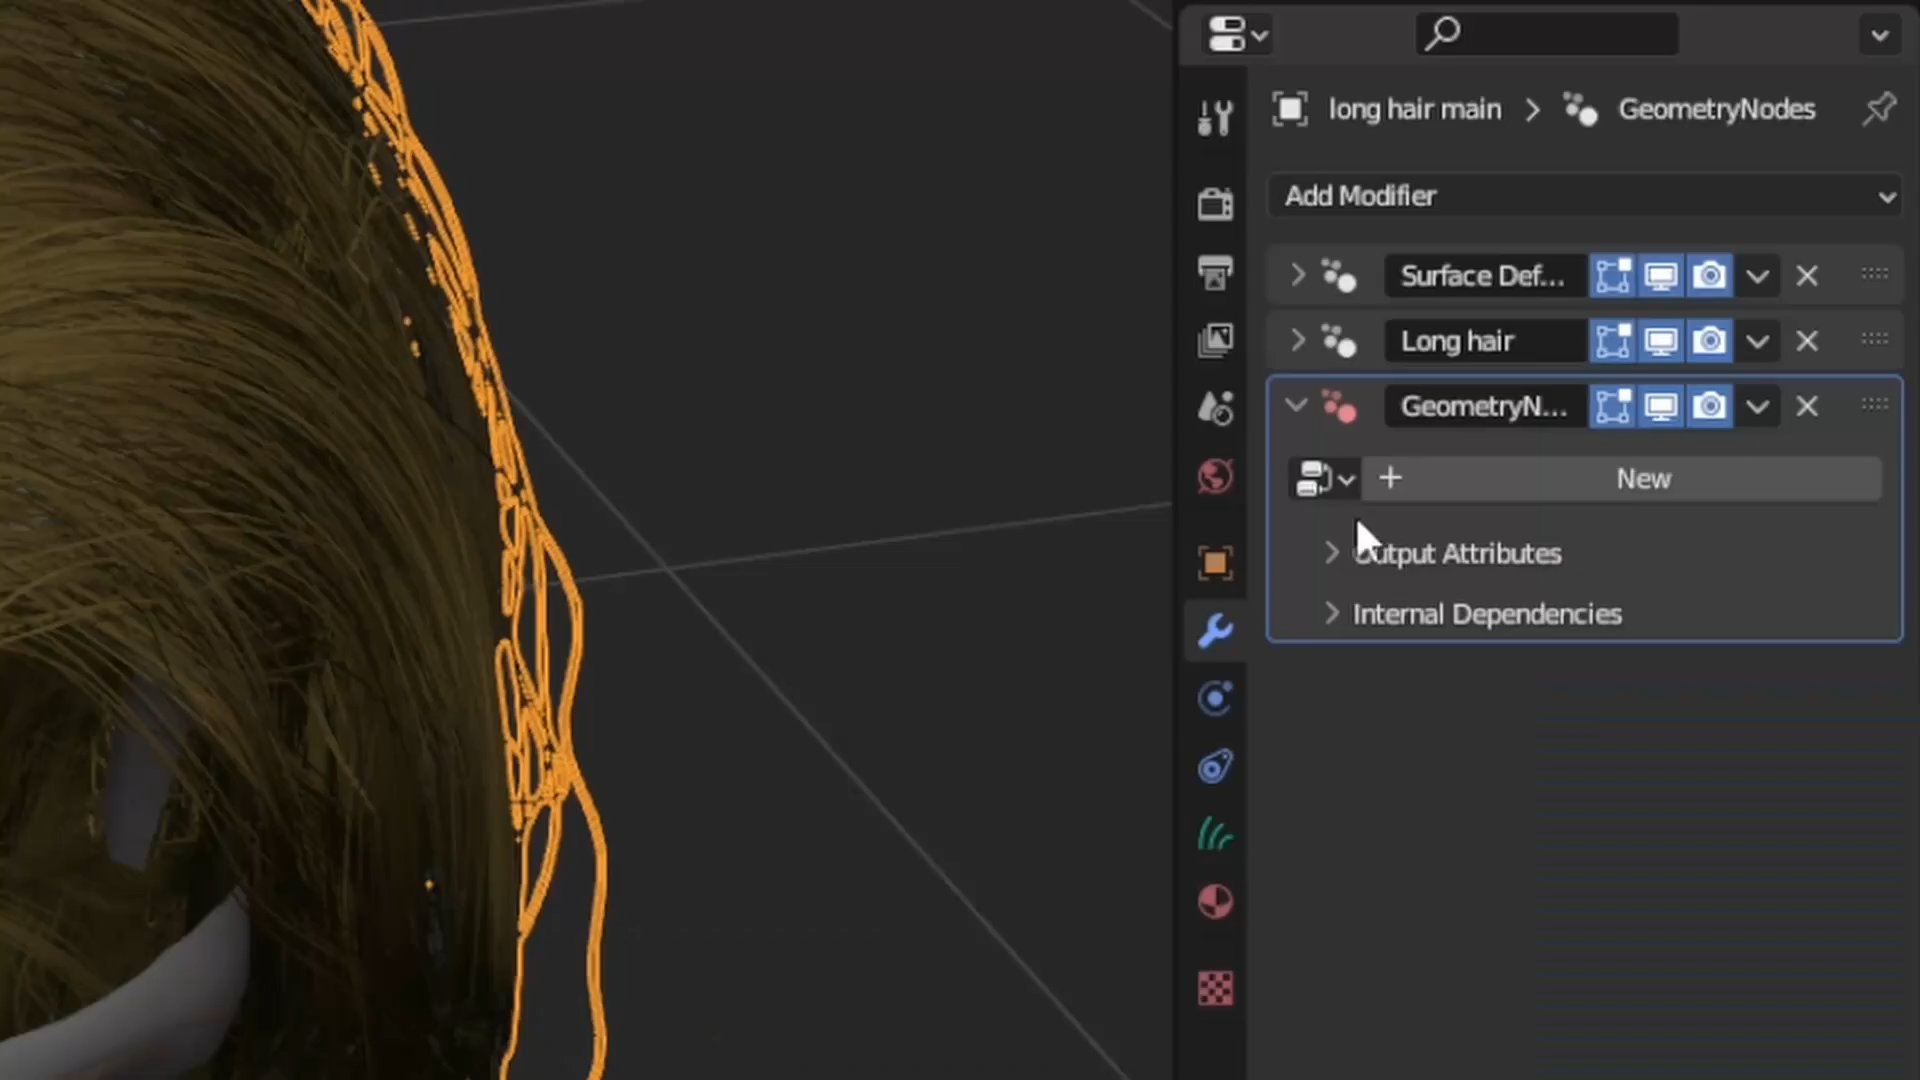 long hair main > GeometryNodes
Add Modifier
Surface Def...
Long hair
GeometryN...
+ New
Output Attributes
Internal Dependencies